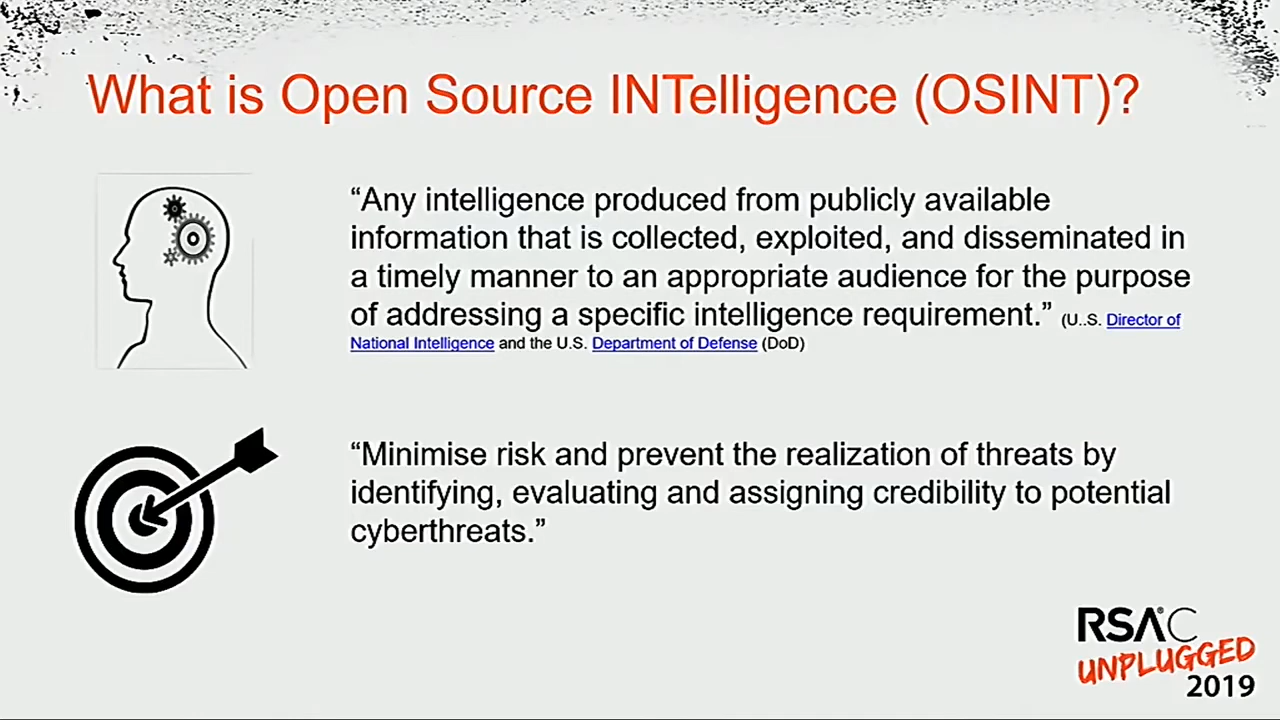 What is Open Source INTelligence (OSINT)?
“Any intelligence produced from publicly available
information that is collected, exploited, and disseminated in
a timely manner to an appropriate audience for the purpose
of addressing a specific intelligence requirement.” (U..S. Director of
National Intelligence and the U.S. Department of Defense (DoD)
“Minimise risk and prevent the realization of threats by
identifying, evaluating and assigning credibility to potential
cyberthreats.”
RSA®C
UNPLUGGED
2019